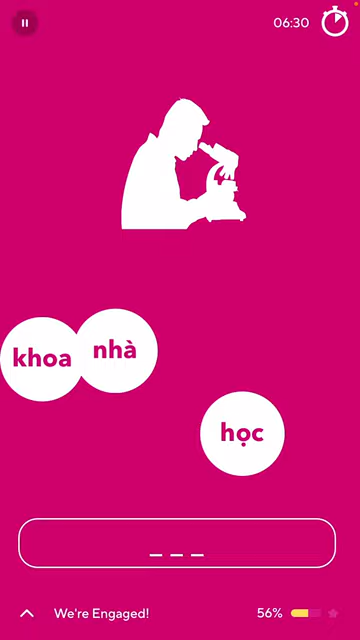 06:30
khoa
nhà
học
_ _ _
We're Engaged!
56%